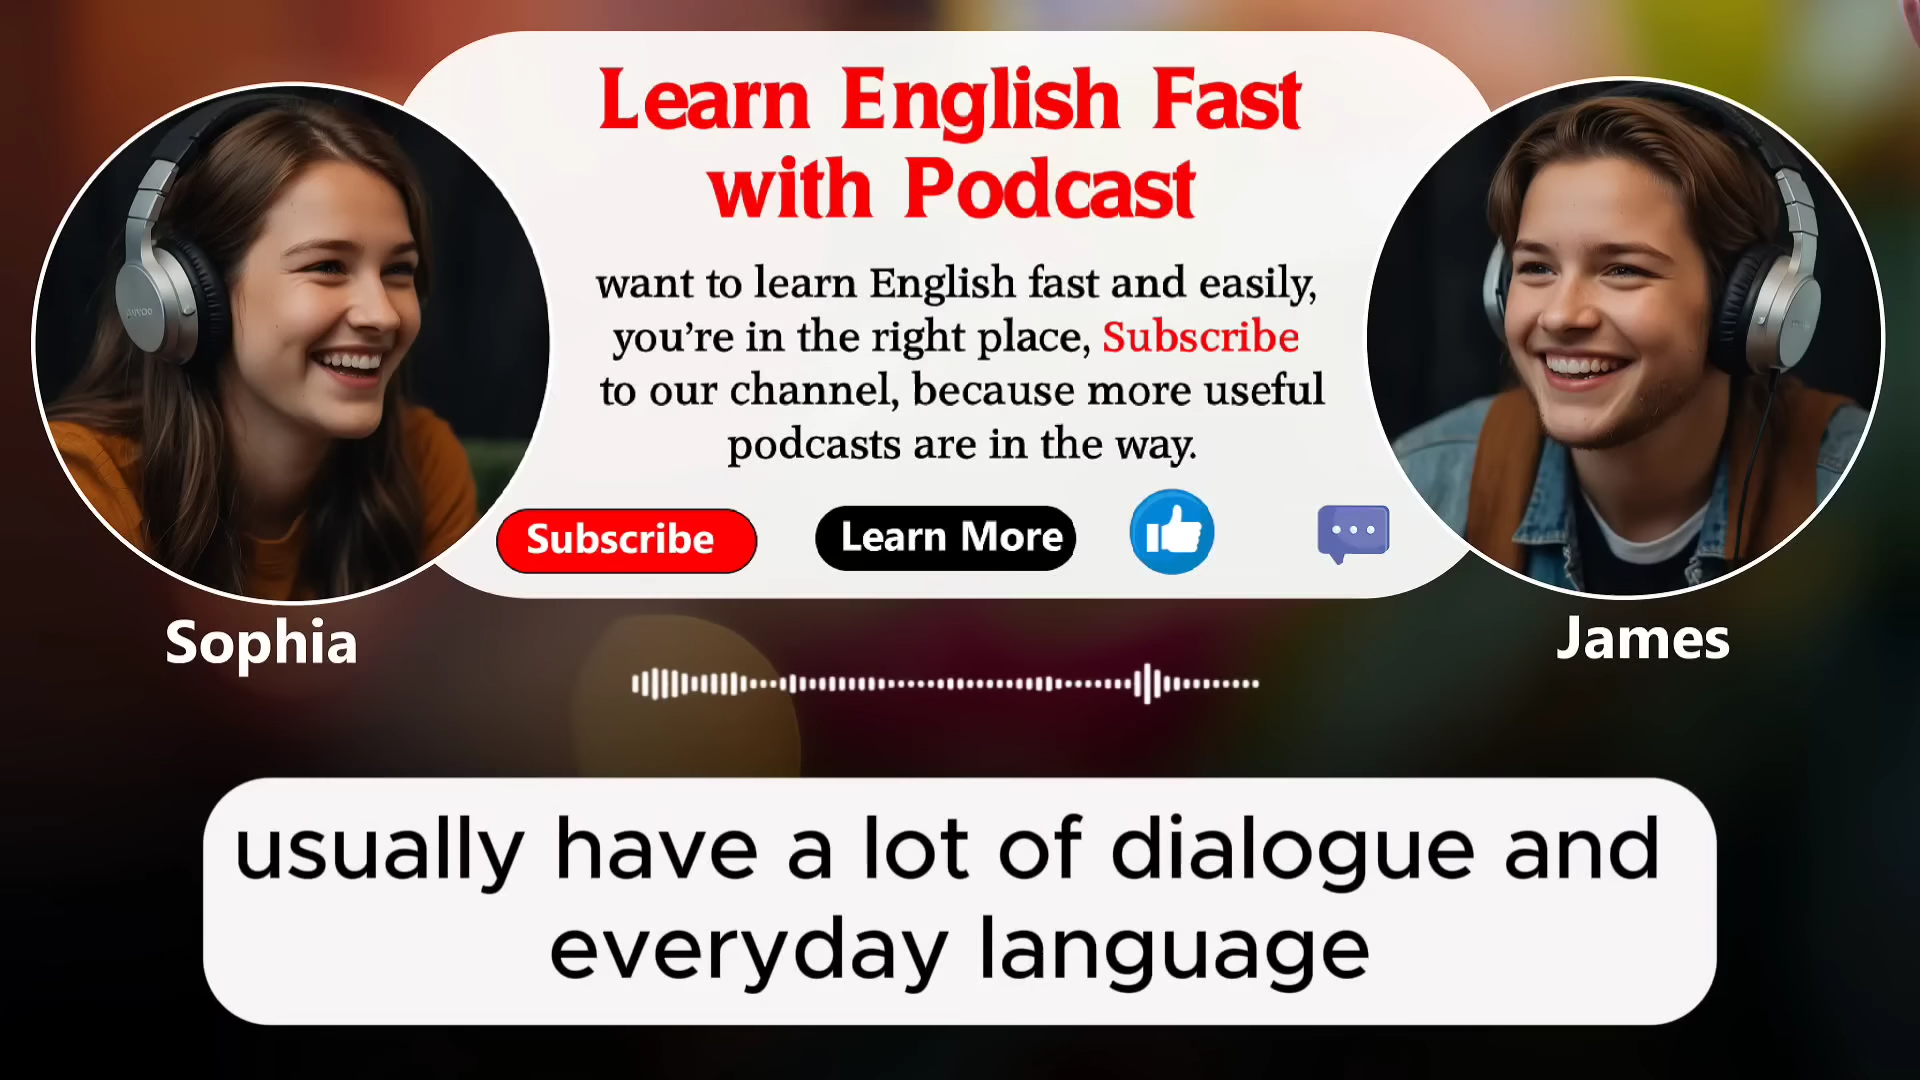 Learn English Fast
with Podcast
want to learn English fast and easily,
you're in the right place, Subscribe
to our channel, because more useful
podcasts are in the way.
Subscribe
Learn More
Sophia
James
usually have a lot of dialogue and
everyday language